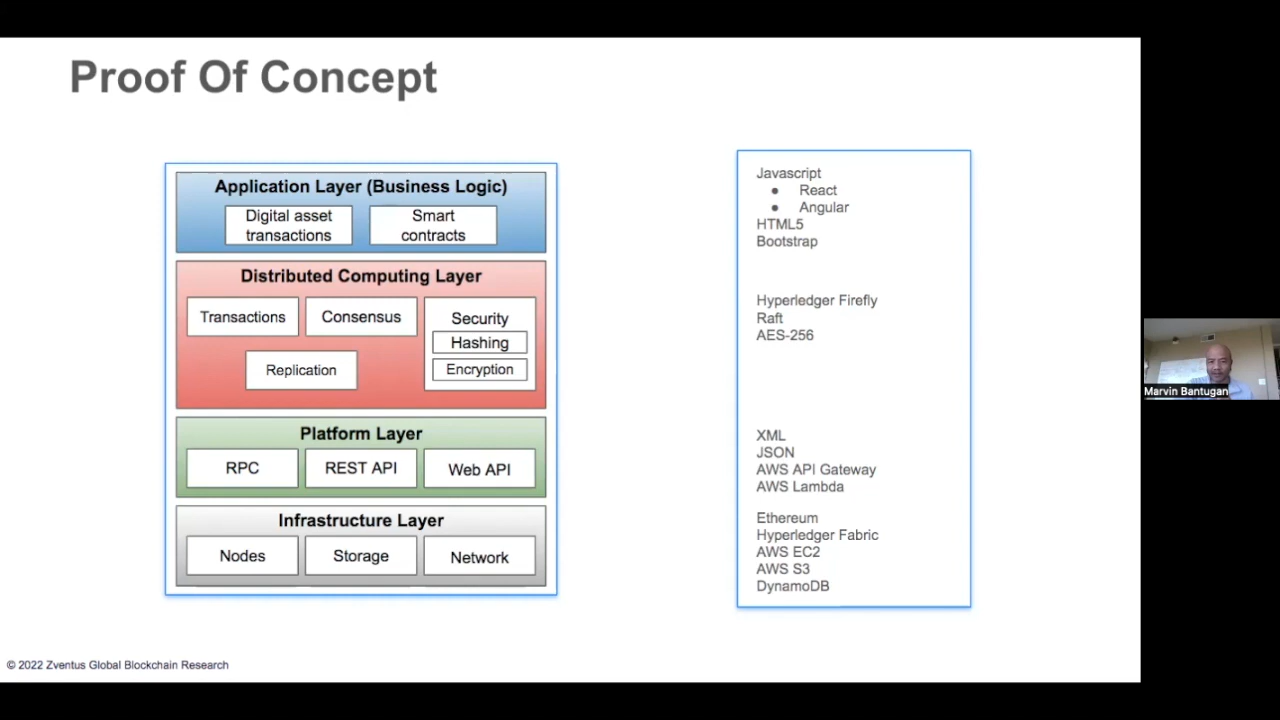 Proof Of Concept
Application Layer (Business Logic)
Digital asset
transactions
Smart
contracts
Distributed Computing Layer
Transactions
Consensus
Security
Hashing
Encryption
Replication
Platform Layer
RPC
REST API
Web API
Infrastructure Layer
Nodes
Storage
Network
Javascript
● React
● Angular
HTML5
Bootstrap
Hyperledger Firefly
Raft
AES-256
XML
JSON
AWS API Gateway
AWS Lambda
Ethereum
Hyperledger Fabric
AWS EC2
AWS S3
DynamoDB
© 2022 Zventus Global Blockchain Research
Marvin Bantugan